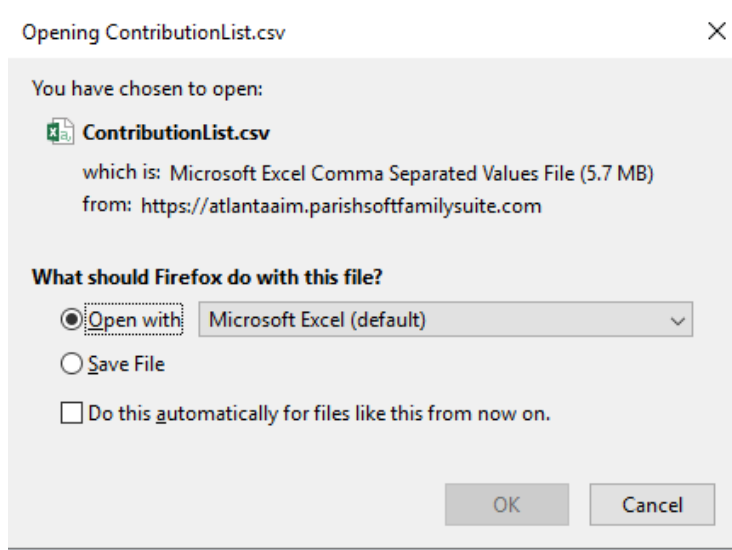 Opening ContributionList.csv
You have chosen to open:
ContributionList.csv
which is: Microsoft Excel Comma Separated Values File (5.7 MB)
from: https://atlantaaim.parishsoftfamilysuite.com
What should Firefox do with this file?
Open with Microsoft Excel (default)
Save File
Do this automatically for files like this from now on.
OK Cancel